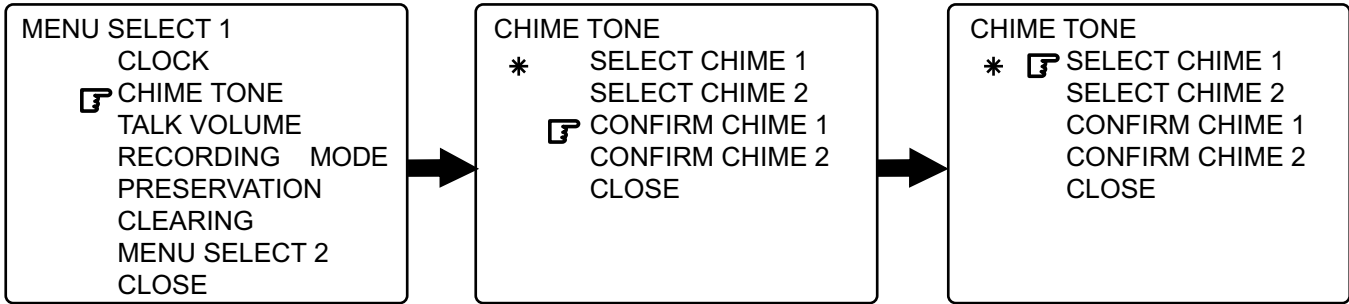 MENU SELECT 1
CLOCK
CHIME TONE
TALK VOLUME
RECORDING MODE
PRESERVATION
CLEARING
MENU SELECT 2
CLOSE
CHIME TONE
* SELECT CHIME 1
SELECT CHIME 2
CONFIRM CHIME 1
CONFIRM CHIME 2
CLOSE
CHIME TONE
* SELECT CHIME 1
SELECT CHIME 2
CONFIRM CHIME 1
CONFIRM CHIME 2
CLOSE